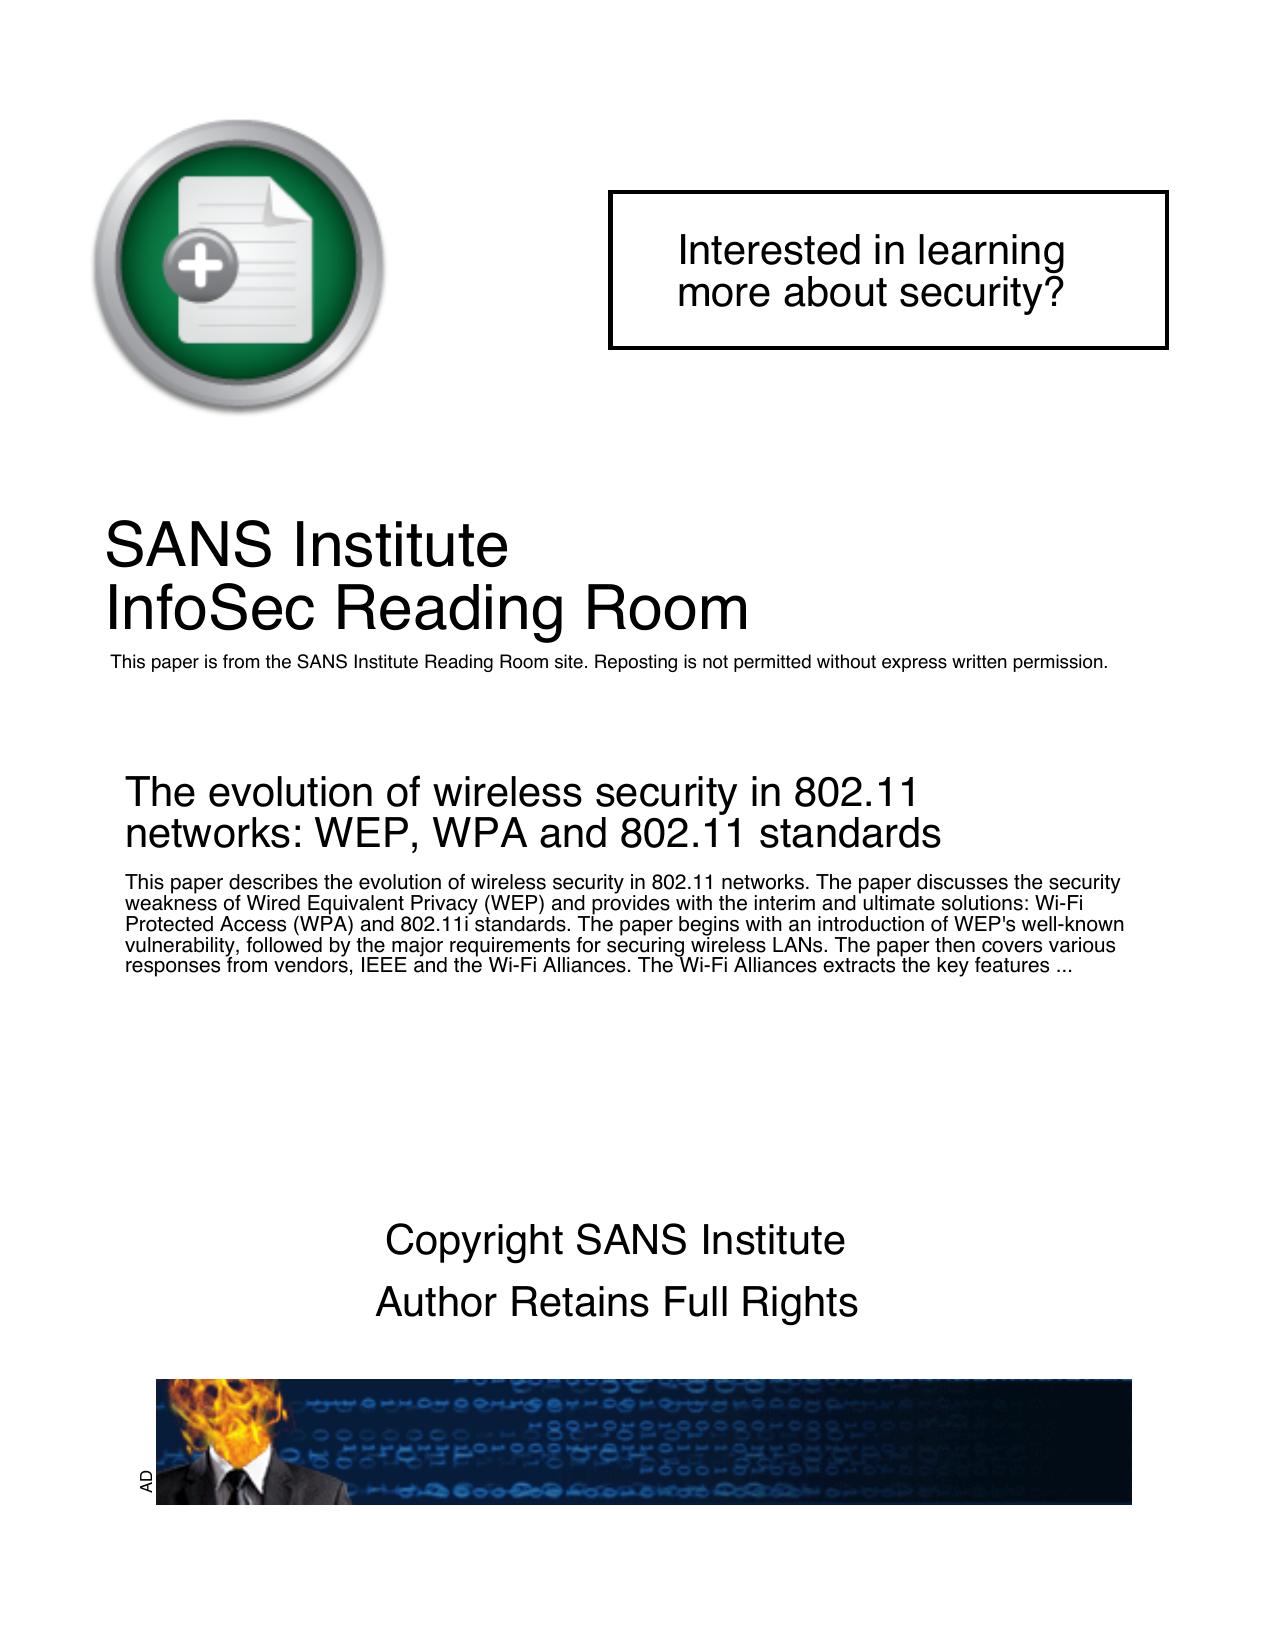 Interested in learning
more about security?
SANS Institute
InfoSec Reading Room
This paper is from the SANS Institute Reading Room site. Reposting is not permitted without express written permission.
The evolution of wireless security in 802.11
networks: WEP, WPA and 802.11 standards
This paper describes the evolution of wireless security in 802.11 networks. The paper discusses the security
weakness of Wired Equivalent Privacy (WEP) and provides with the interim and ultimate solutions: Wi-Fi
Protected Access (WPA) and 802.11i standards. The paper begins with an introduction of WEP's well-known
vulnerability, followed by the major requirements for securing wireless LANs. The paper then covers various
responses from vendors, IEEE and the Wi-Fi Alliances. The Wi-Fi Alliances extracts the key features ...
Copyright SANS Institute
Author Retains Full Rights
AD